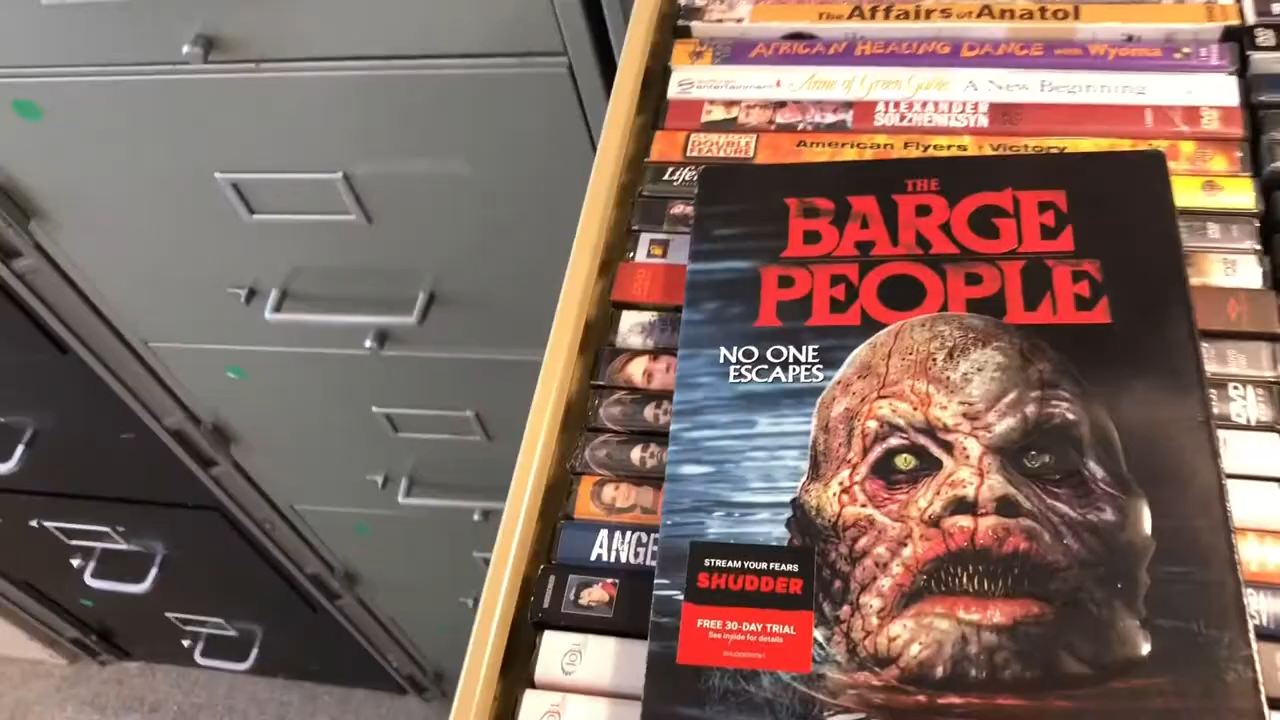 The Affairs of Anatol
AFRICAN HEALING DANCE with Wyoma
Anne of Green Gables A New Beginning
ALEXANDER
SOLZHENITSYN
DOUBLE
FEATURE
American Flyers Victory
Life
THE
BARGE
PEOPLE
NO ONE
ESCAPES
ANGE
STREAM YOUR FEARS
SHUDDER
FREE 30-DAY TRIAL
See inside for details
DVD